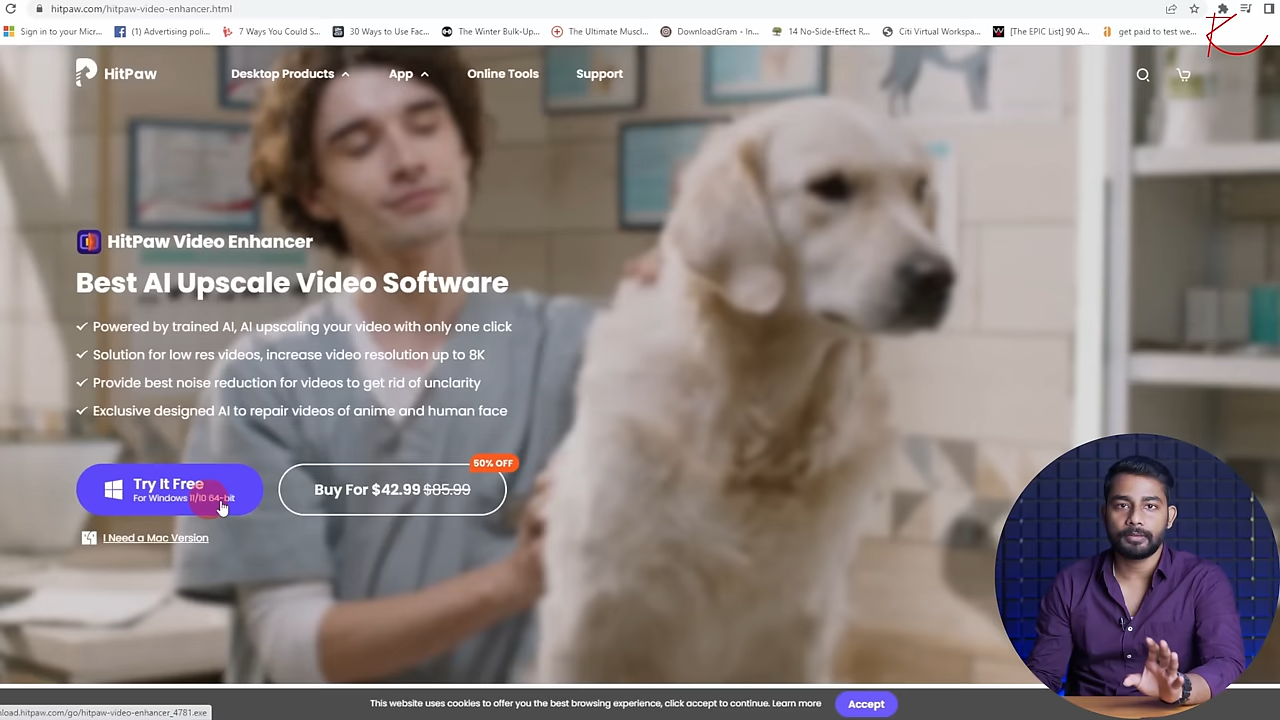 hitpaw.com/hitpaw-video-enhancer.html
Sign in to your Micr...
(1) Advertising poli...
7 Ways You Could S...
30 Ways to Use Fac...
The Winter Bulk-Up...
The Ultimate Muscl...
DownloadGram - In...
14 No-Side-Effect R...
Citi Virtual Workspa...
[The EPIC List] 90 A...
get paid to test we...
HitPaw
Desktop Products
App
Online Tools
Support
HitPaw Video Enhancer
Best AI Upscale Video Software
Powered by trained AI, AI upscaling your video with only one click
Solution for low res videos, increase video resolution up to 8K
Provide best noise reduction for videos to get rid of unclarity
Exclusive designed AI to repair videos of anime and human face
Try It Free
For Windows 11/10 64-bit
50% OFF
Buy For $42.99 $85.99
I Need a Mac Version
This website uses cookies to offer you the best browsing experience, click accept to continue. Learn more
Accept
nload.hitpaw.com/go/hitpaw-video-enhancer_4781.exe